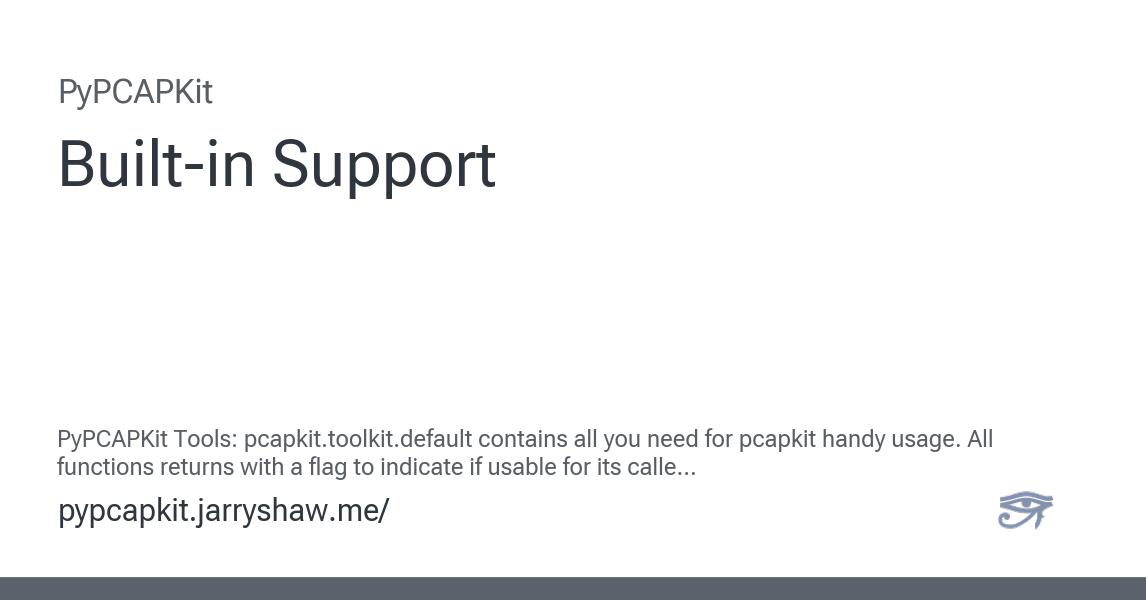 PyPCAPKit
Built-in Support
PyPCAPKit Tools: pcapkit.toolkit.default contains all you need for pcapkit handy usage. All
functions returns with a flag to indicate if usable for its calle...
pypcapkit.jarryshaw.me/